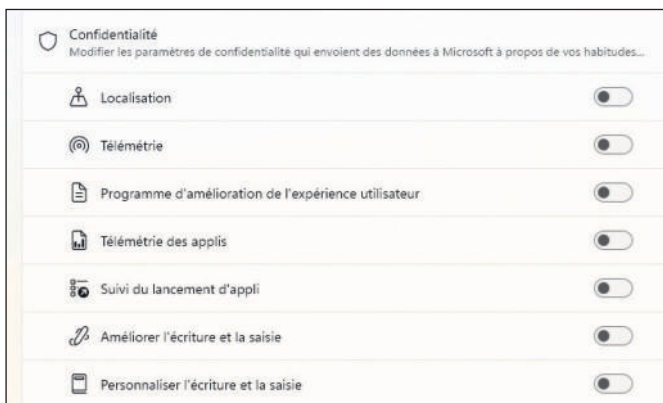 Confidentialité
Modifier les paramètres de confidentialité qui envoient des données à Microsoft à propos de vos habitudes...
Localisation
Télémétrie
Programme d'amélioration de l'expérience utilisateur
Télémétrie des applis
Suivi du lancement d'appli
Améliorer l'écriture et la saisie
Personnaliser l'écriture et la saisie